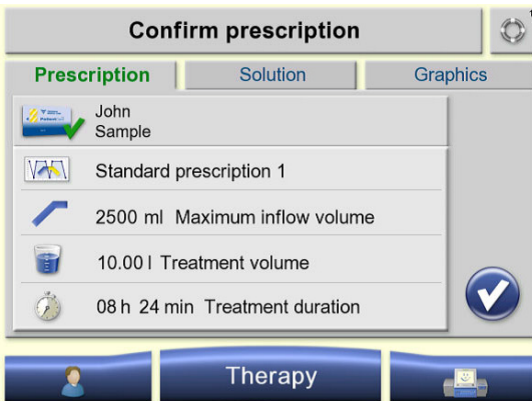 Confirm prescription
Prescription Solution Graphics
John
Sample
Standard prescription 1
2500 ml Maximum inflow volume
10.00 l Treatment volume
08 h 24 min Treatment duration
Therapy